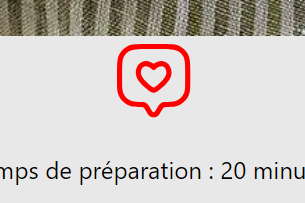 mps de préparation : 20 minu